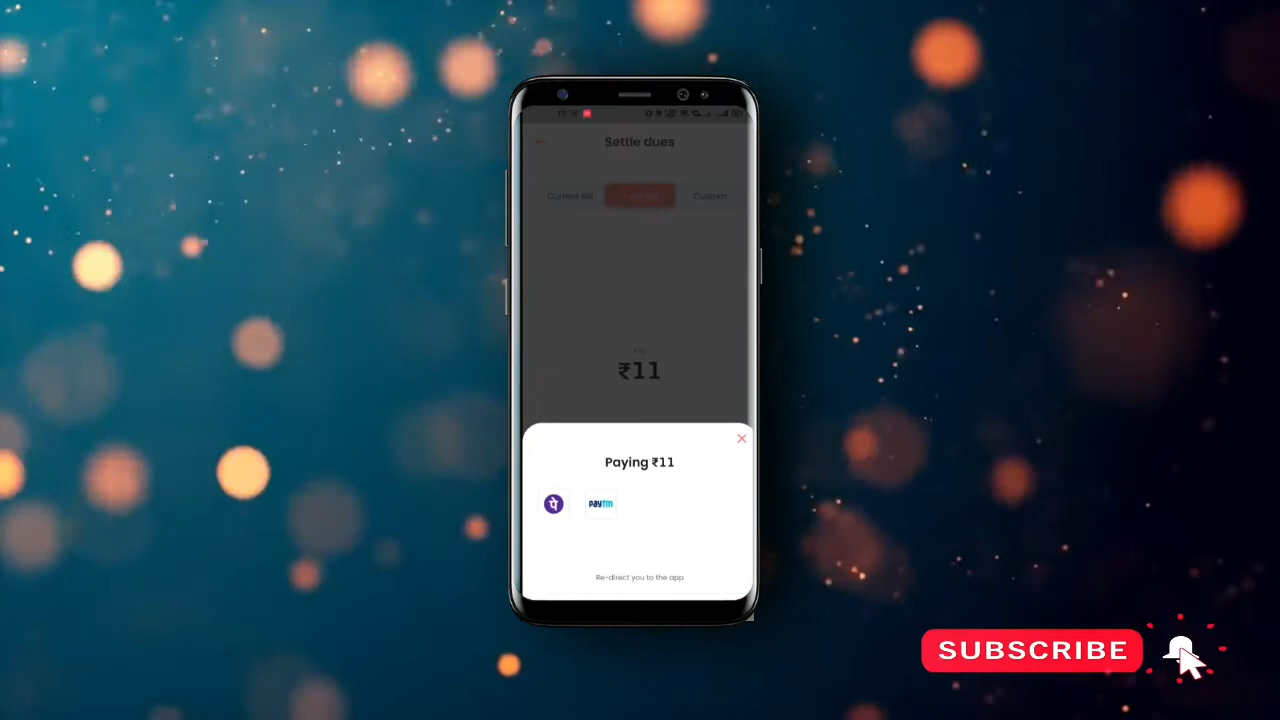 Settle dues
Current Bill
Custom
₹11
Paying ₹11
पे
paytm
Re-direct you to the app
SUBSCRIBE